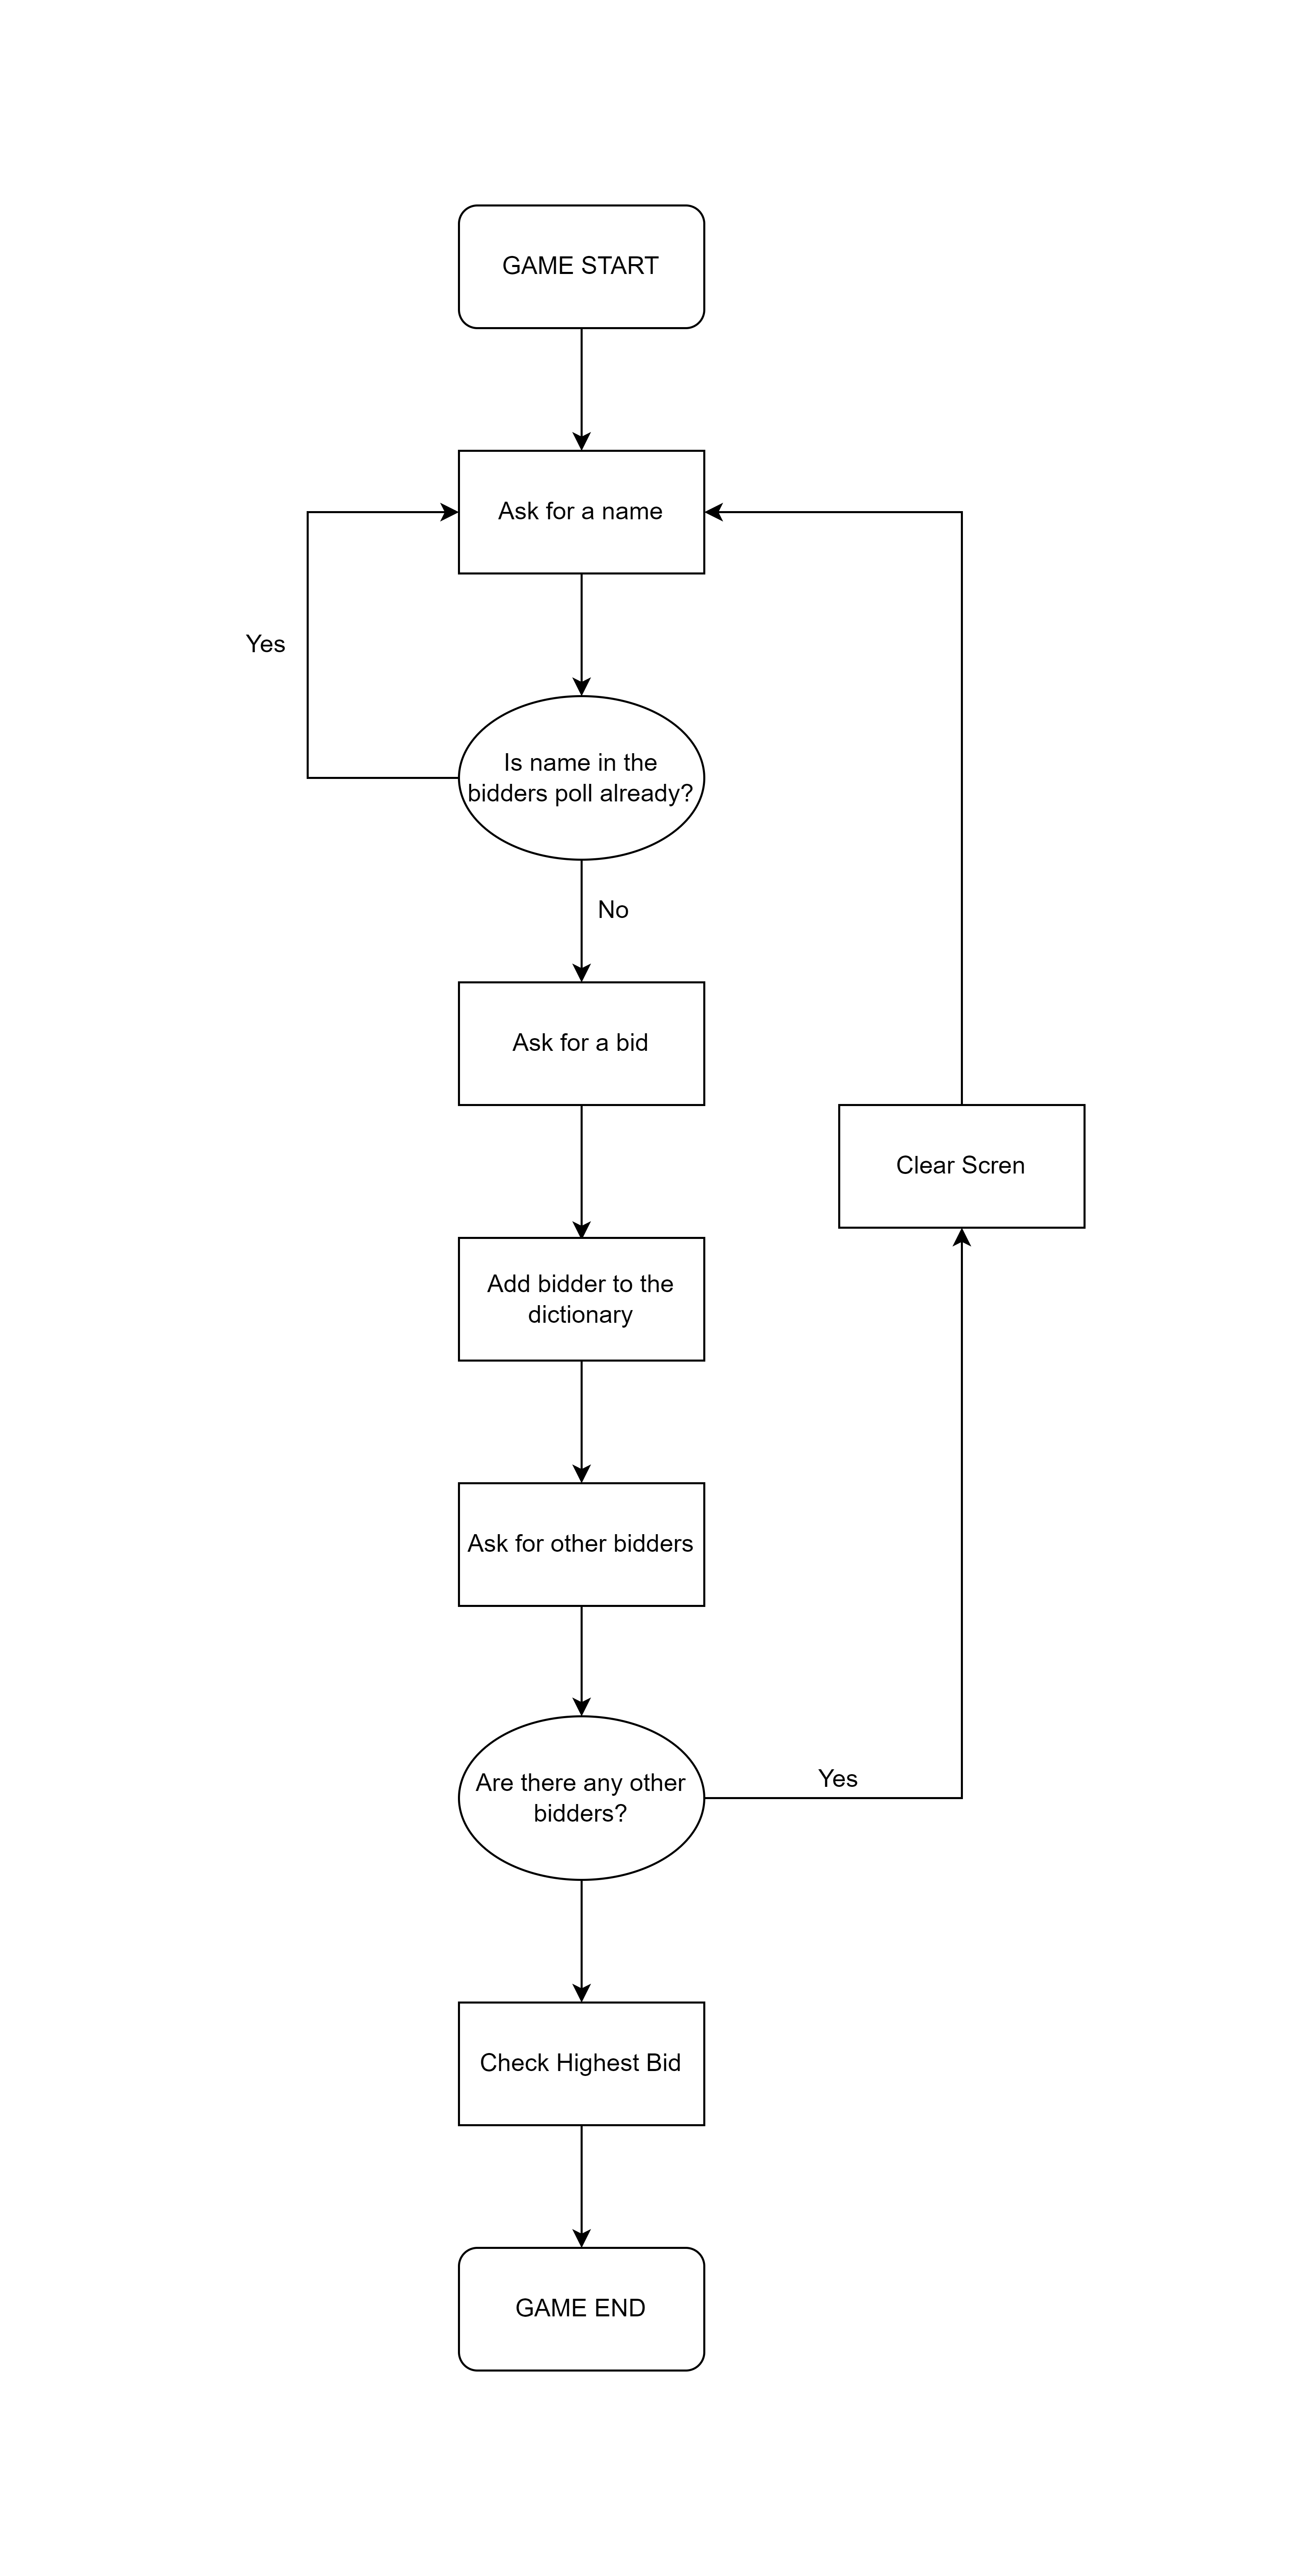 GAME START
Ask for a name
Yes
Is name in the
bidders poll already?
No
Ask for a bid
Clear Scren
Add bidder to the
dictionary
Ask for other bidders
Are there any other
bidders?
Yes
Check Highest Bid
GAME END